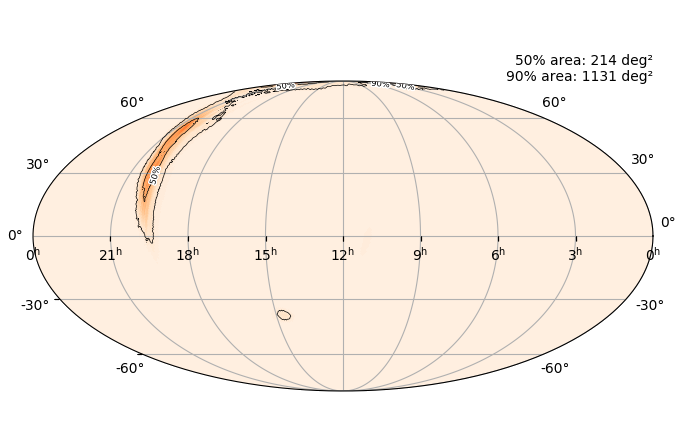 50% area: 214 deg²
90% area: 1131 deg²
50%
90%
50%
60°
60°
30°
30°
50%
0°
0°
0ʰ
21ʰ
18ʰ
15ʰ
12ʰ
9ʰ
6ʰ
3ʰ
0ʰ
-30°
-30°
-60°
-60°